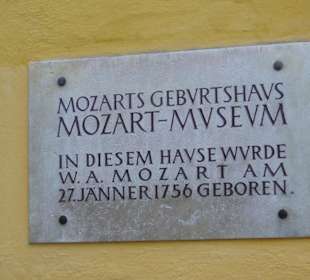 MOZARTS GEBVRTSHAVS
MOZART-MVSEVM
IN DIESEM HAVSE WVRDE
W. A. MOZART AM
27. JÄNNER 1756 GEBOREN.